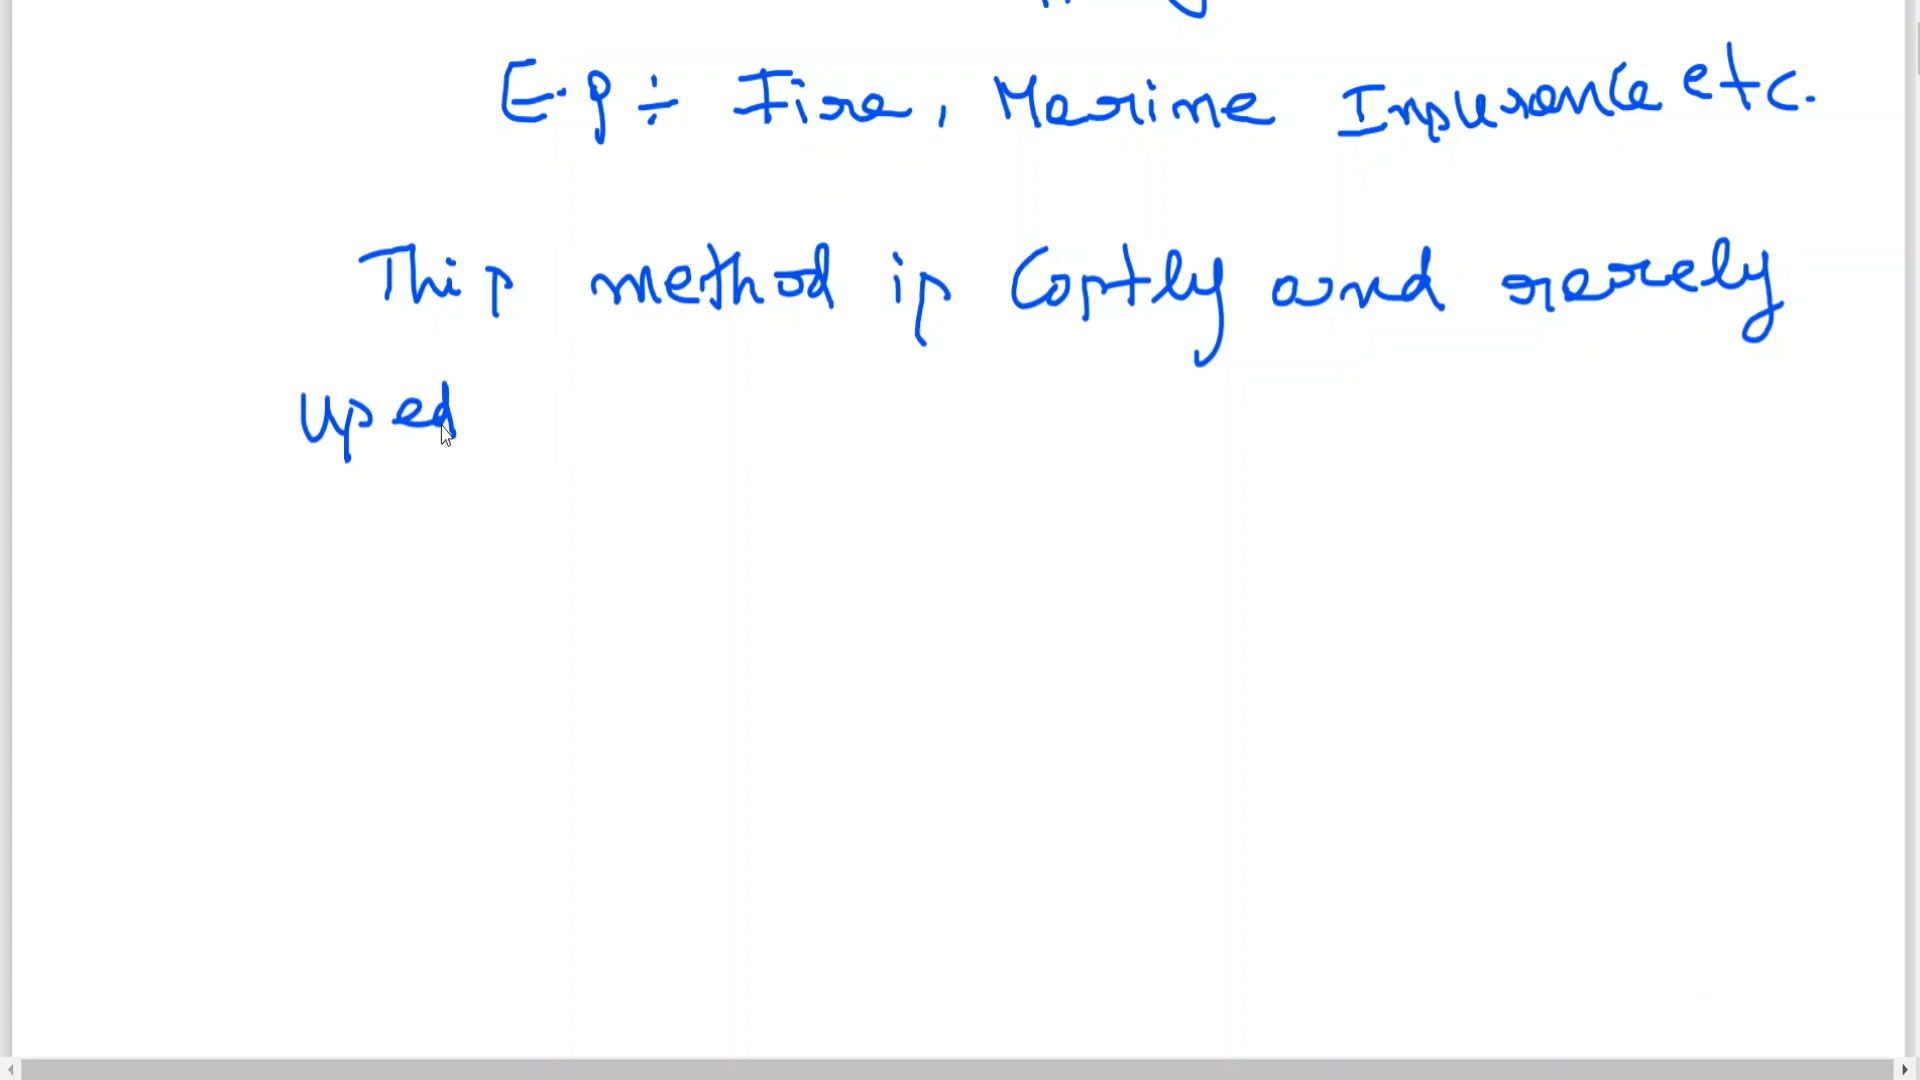 E.g ÷ Fire, Marine Insurance etc.
This method is Costly and rarely
used